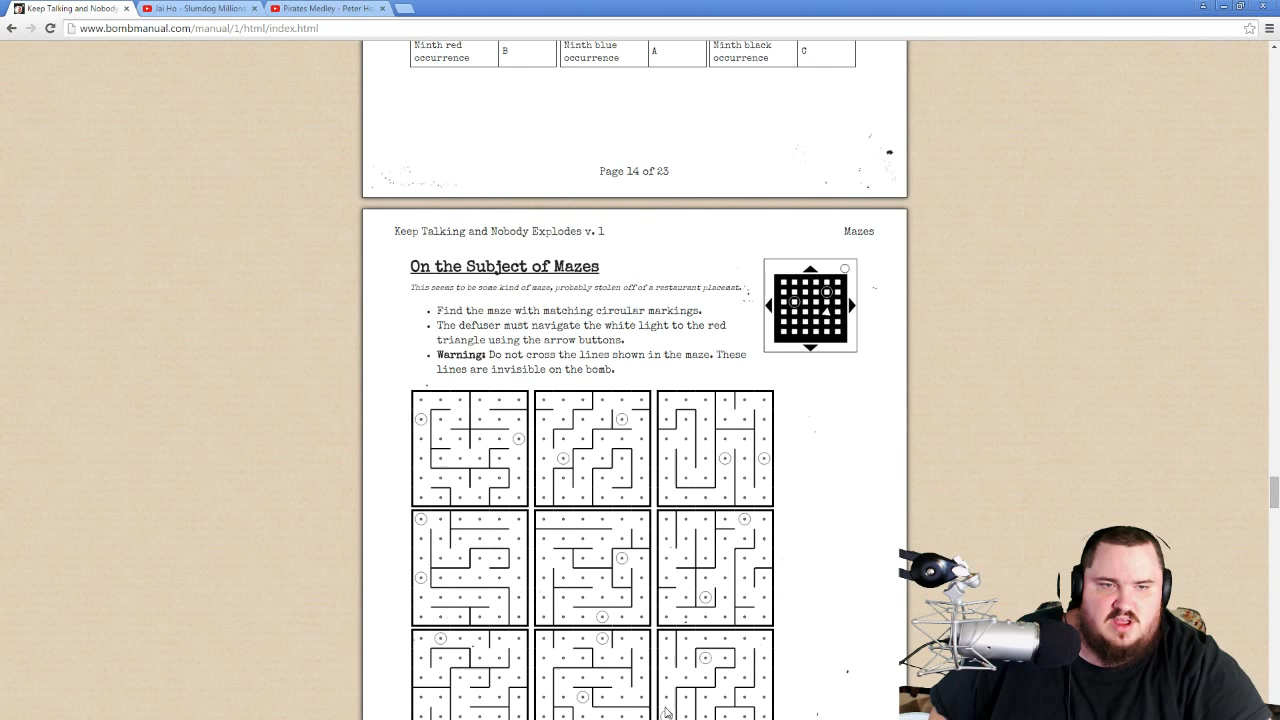 Keep Talking and Nobody
Jai Ho - Slumdog Million
Pirates Medley - Peter Ho
www.bombmanual.com/manual/1/html/index.html
Ninth red occurrence B Ninth blue occurrence A Ninth black occurrence C
Page 14 of 23
Keep Talking and Nobody Explodes v. 1 Mazes
On the Subject of Mazes
This seems to be some kind of maze, probably stolen off of a restaurant placemat.
• Find the maze with matching circular markings.
• The defuser must navigate the white light to the red
triangle using the arrow buttons.
• Warning: Do not cross the lines shown in the maze. These
lines are invisible on the bomb.